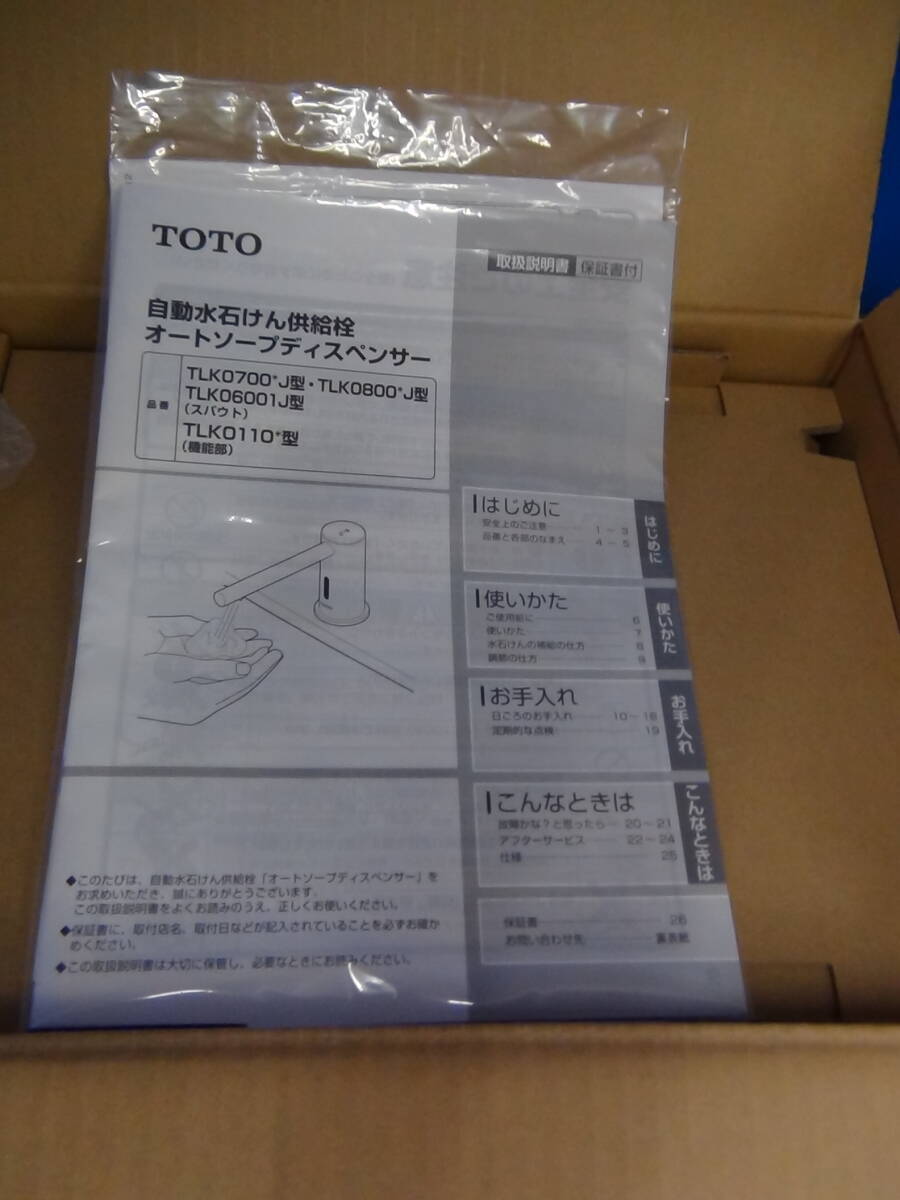 TOTO
取扱説明書 保証書付
自動水石けん供給栓
オートソープディスペンサー
品番
TLK0700*J型・TLK0800*J型
TLK06001J型
(スパウト)
TLK0110*型
(機能部)
はじめに
安全上のご注意 1～3
品番と各部のなまえ 4～5
はじめに
使いかた
ご使用前に 6
使いかた 7
水石けんの補給の仕方 8
調節の仕方 9
使いかた
お手入れ
日ごろのお手入れ 10～18
定期的な点検 19
お手入れ
こんなときは
故障かな?と思ったら 20～21
アフターサービス 22～24
仕様 25
こんなときは
保証書 26
お問い合わせ先 裏表紙
◆このたびは、自動水石けん供給栓「オートソープディスペンサー」を
お求めいただき、誠にありがとうございます。
この取扱説明書をよくお読みのうえ、正しくお使いください。
◆保証書に、取付店名、取付日などが記入されていることを必ずお確か
めください。
◆この取扱説明書は大切に保管し、必要なときにお読みください。